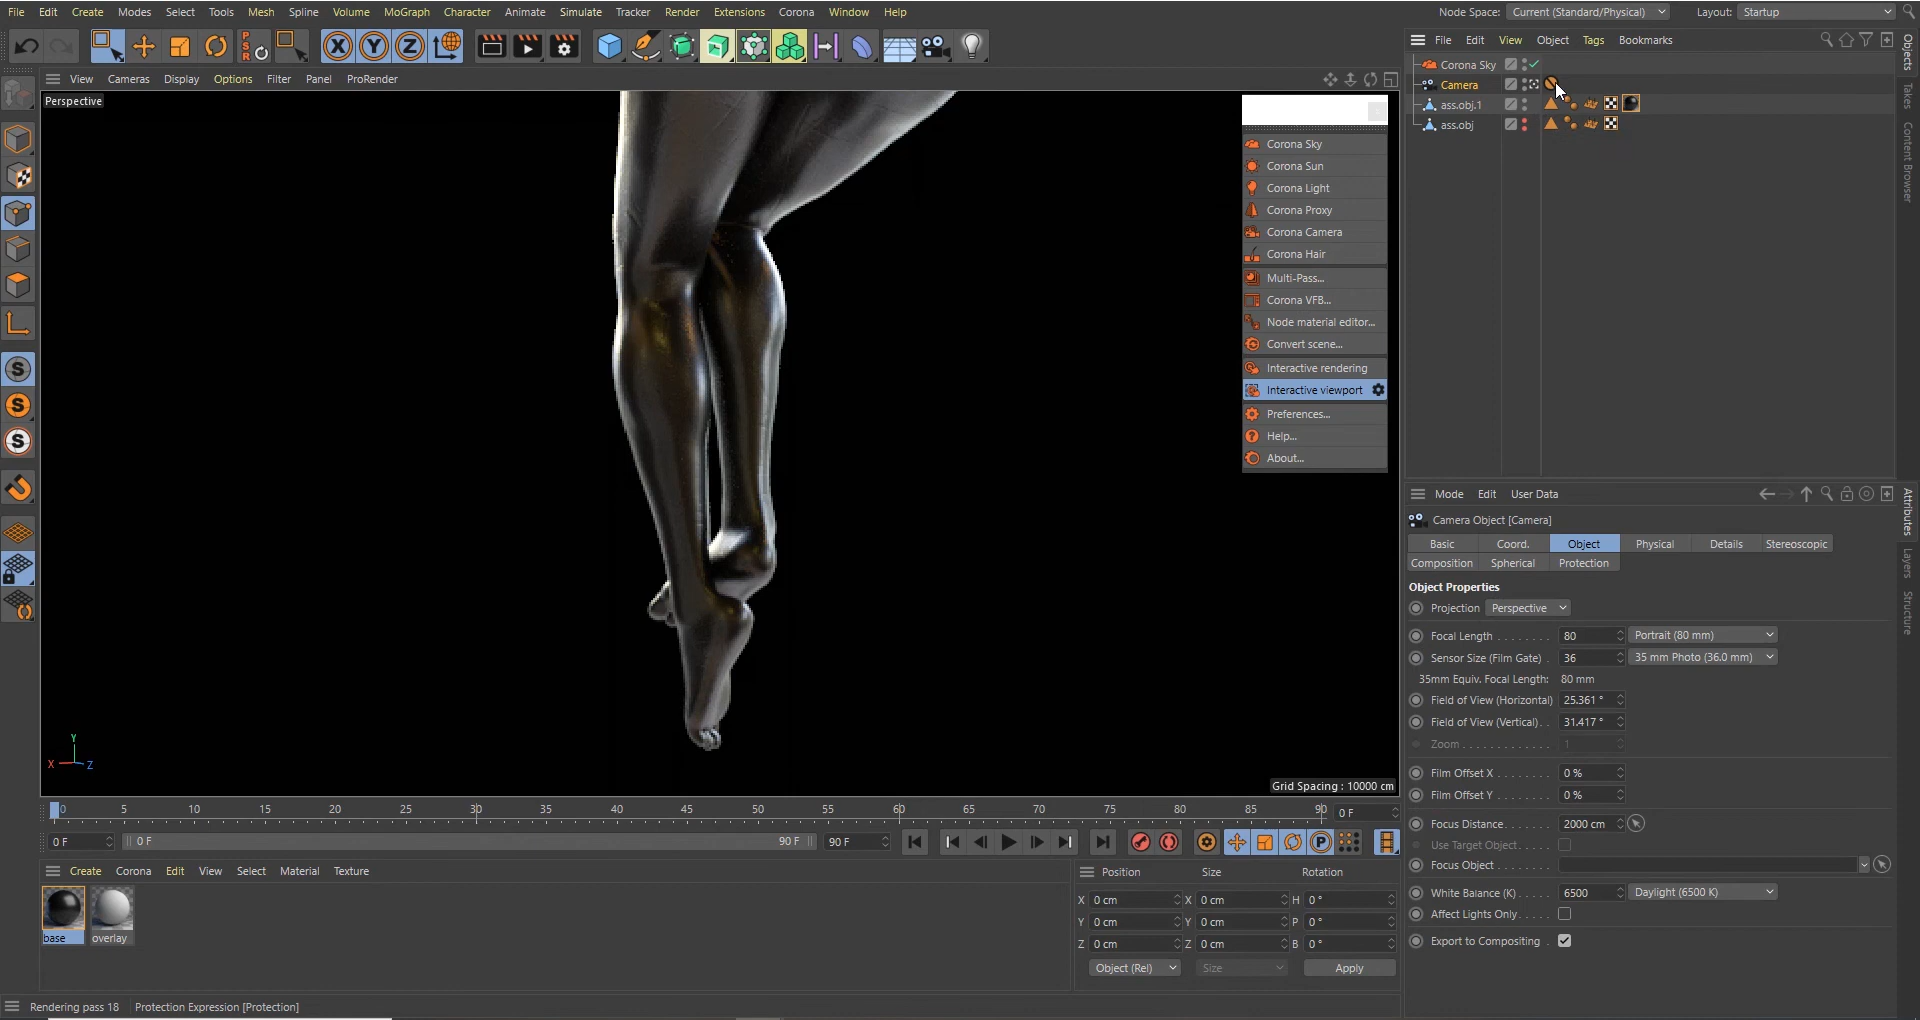 File Edit Create Modes Select Tools Mesh Spline Volume MoGraph Character Animate Simulate Tracker Render Extensions Corona Window Help
Node Space: Current (Standard/Physical) Layout: Startup
PSR X Y Z
File Edit View Object Tags Bookmarks
View Cameras Display Options Filter Panel ProRender
Perspective
Corona Sky
Camera
ass.obj.1
ass.obj
Objects
Takes
Content Browser
Corona Sky
Corona Sun
Corona Light
Corona Proxy
Corona Camera
Corona Hair
Multi-Pass...
Corona VFB...
Node material editor...
Convert scene...
Interactive rendering
Interactive viewport
Preferences...
Help...
About...
S
S
S
Y
X Z
Grid Spacing : 10000 cm
Mode Edit User Data
Camera Object [Camera]
Basic Coord. Object Physical Details Stereoscopic
Composition Spherical Protection
Object Properties
Projection Perspective
Focal Length . . . . . . . . 80 Portrait (80 mm)
Sensor Size (Film Gate) . 36 35 mm Photo (36.0 mm)
35mm Equiv. Focal Length: 80 mm
Field of View (Horizontal) 25.361 °
Field of View (Vertical) . . 31.417 °
Zoom . . . . . . . . . . . . 1
Film Offset X . . . . . . . . 0 %
Film Offset Y . . . . . . . . 0 %
Focus Distance. . . . . . . 2000 cm
Use Target Object. . . . .
Focus Object . . . . . . . .
White Balance (K) . . . . . 6500 Daylight (6500 K)
Affect Lights Only. . . . .
Export to Compositing .
Attributes
Layers
Structure
0 5 10 15 20 25 30 35 40 45 50 55 60 65 70 75 80 85 90 0 F
0 F 0 F 90 F 90 F P
Create Corona Edit View Select Material Texture
base overlay
Position Size Rotation
X 0 cm X 0 cm H 0 °
Y 0 cm Y 0 cm P 0 °
Z 0 cm Z 0 cm B 0 °
Object (Rel) Size Apply
Rendering pass 18 Protection Expression [Protection]